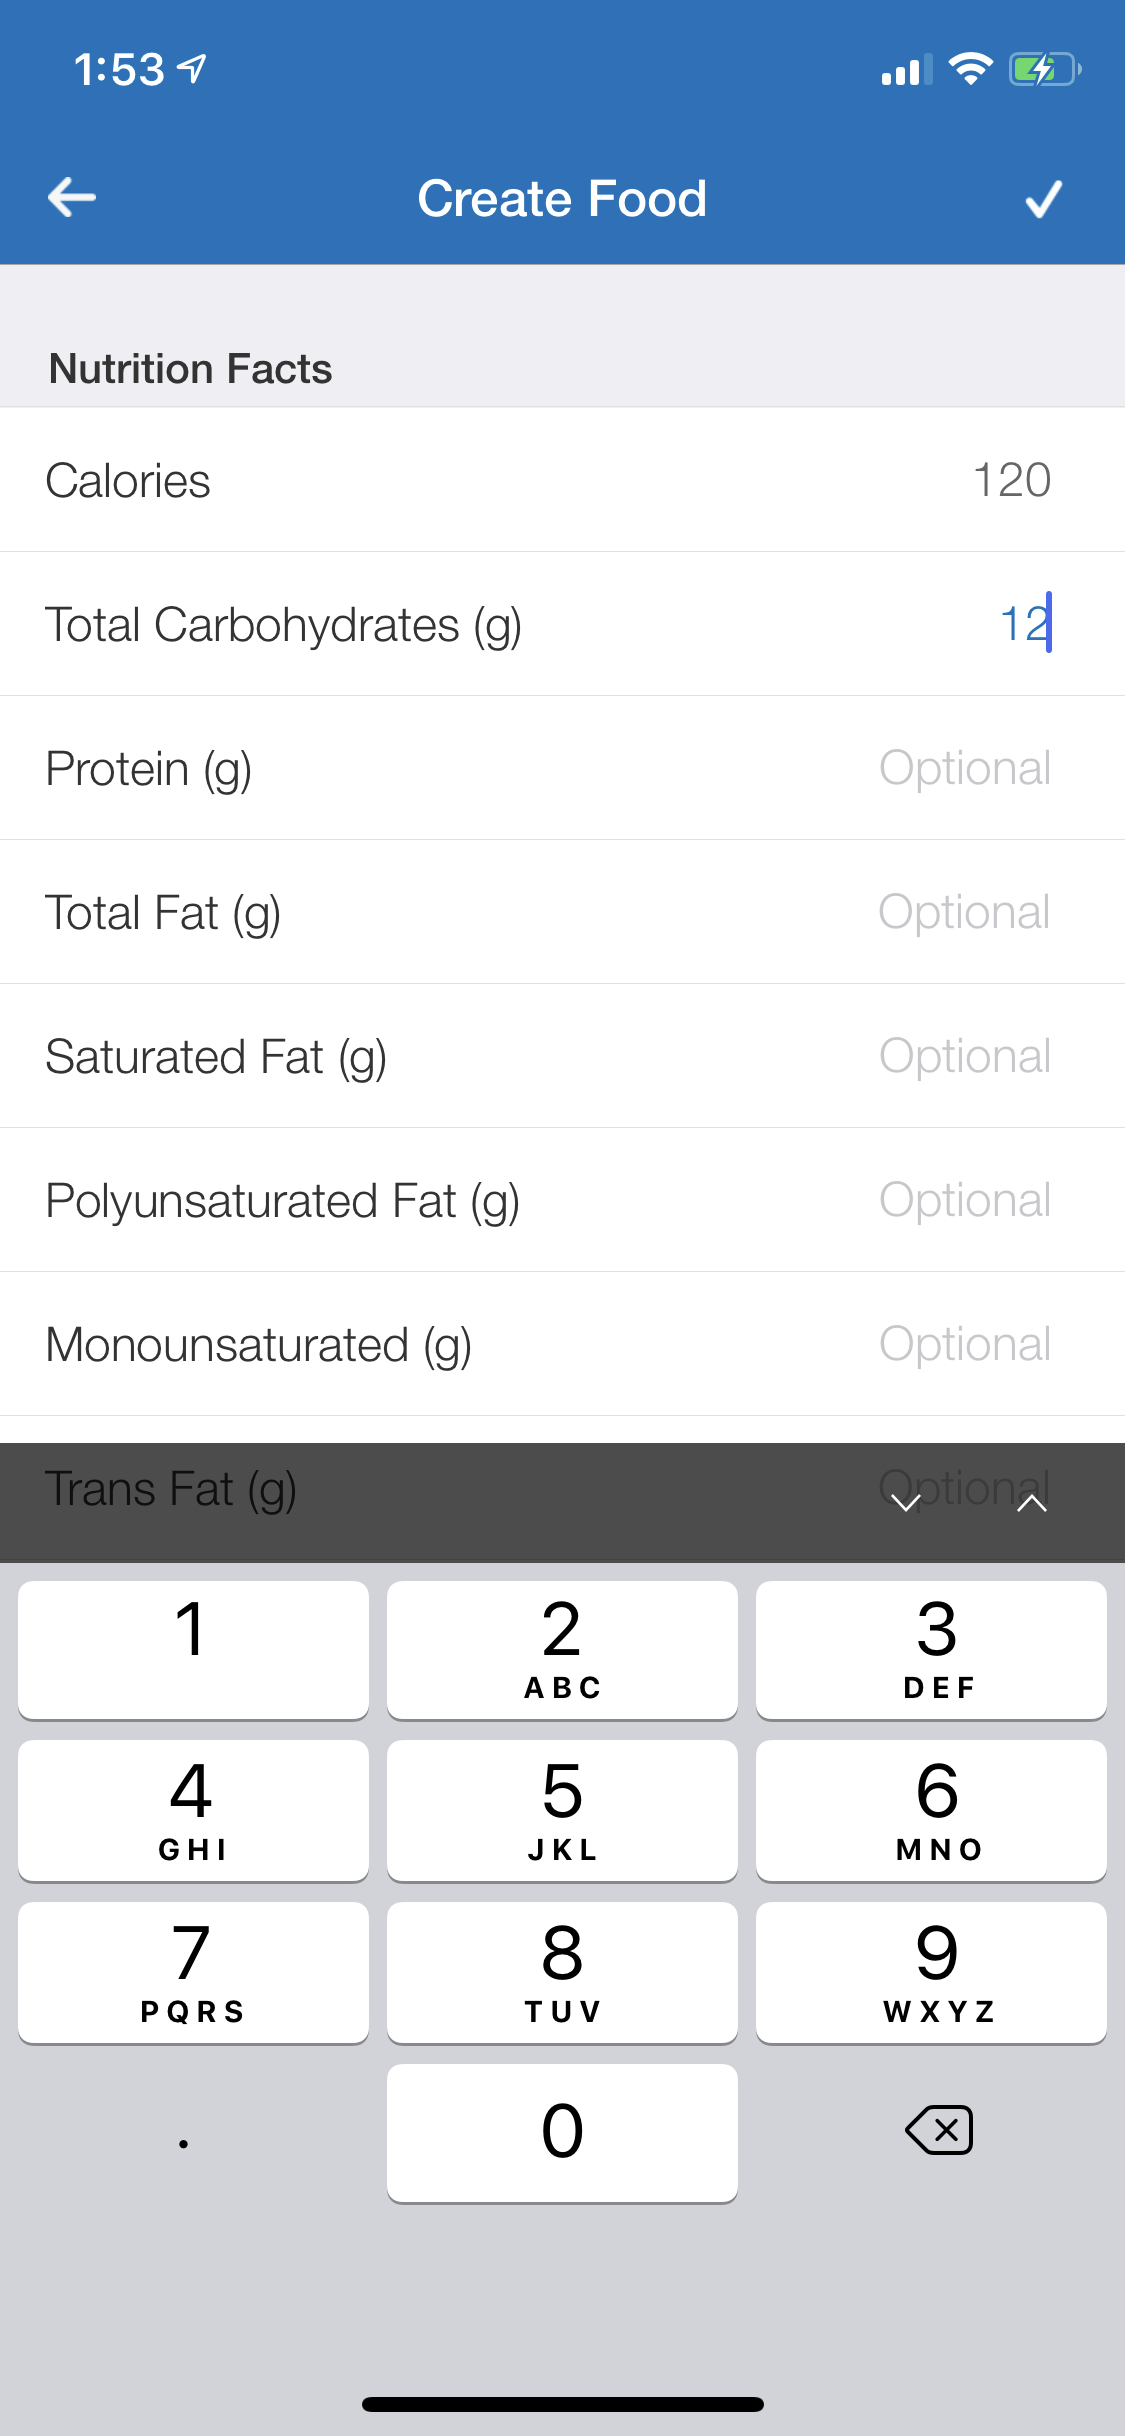 1:53
Create Food
Nutrition Facts
Calories 120
Total Carbohydrates (g) 12
Protein (g) Optional
Total Fat (g) Optional
Saturated Fat (g) Optional
Polyunsaturated Fat (g) Optional
Monounsaturated (g) Optional
Trans Fat (g) Optional
1 2 3
ABC DEF
4 5 6
GHI JKL MNO
7 8 9
PQRS TUV WXYZ
. 0